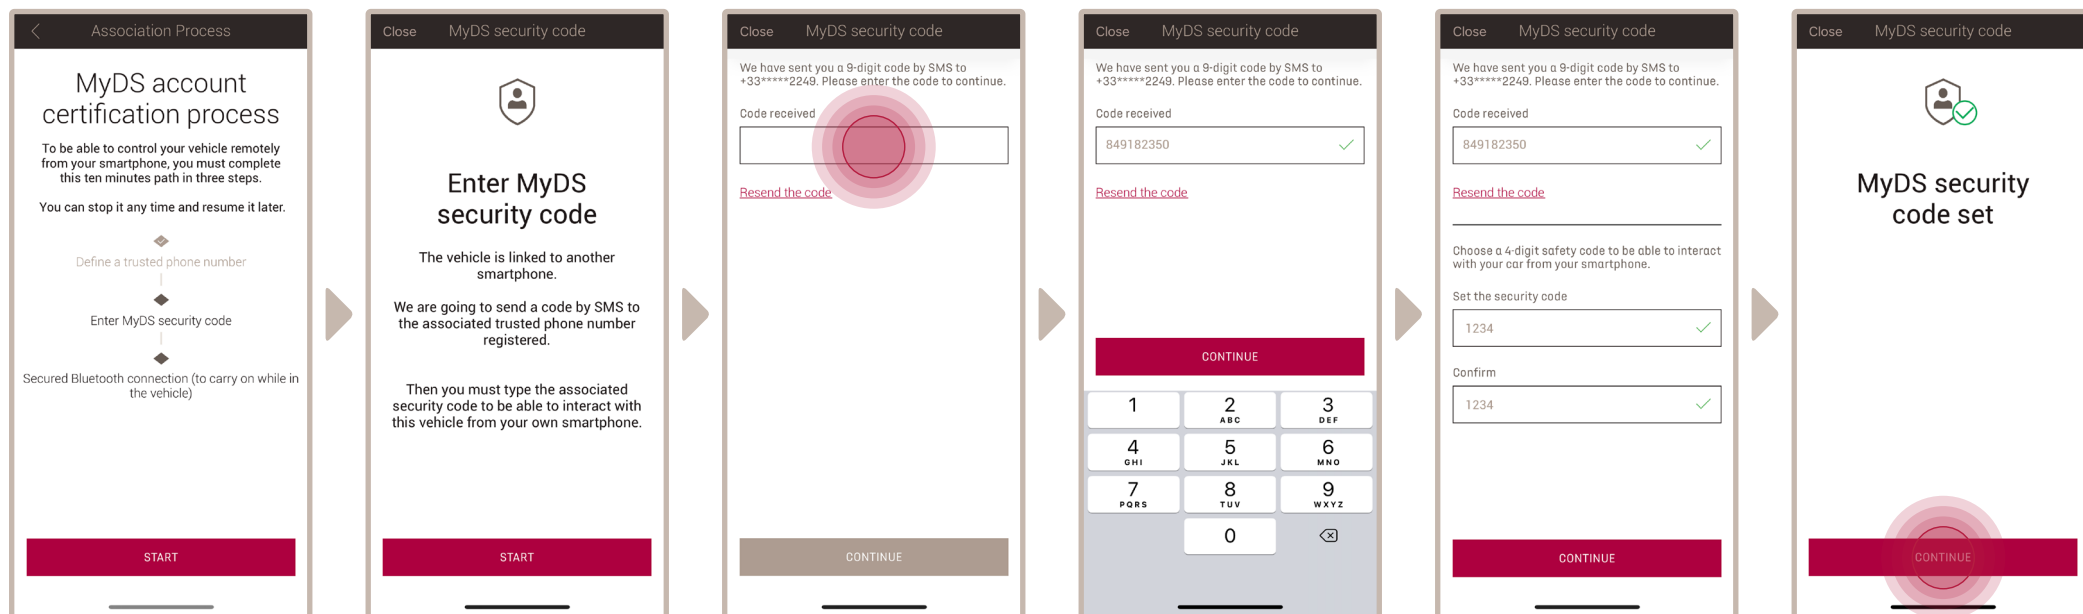 Association Process
MyDS account
certification process
To be able to control your vehicle remotely
from your smartphone, you must complete
this ten minutes path in three steps.
You can stop it any time and resume it later.
Define a trusted phone number
Enter MyDS security code
Secured Bluetooth connection (to carry on while in
the vehicle)
START
Close MyDS security code
Enter MyDS
security code
The vehicle is linked to another
smartphone.
We are going to send a code by SMS to
the associated trusted phone number
registered.
Then you must type the associated
security code to be able to interact with
this vehicle from your own smartphone.
START
Close MyDS security code
We have sent you a 9-digit code by SMS to
+33*****2249. Please enter the code to continue.
Code received
Resend the code
CONTINUE
Close MyDS security code
We have sent you a 9-digit code by SMS to
+33*****2249. Please enter the code to continue.
Code received
849182350
Resend the code
CONTINUE
1 2 3
ABC DEF
4 5 6
GHI JKL MNO
7 8 9
PQRS TUV WXYZ
0
Close MyDS security code
We have sent you a 9-digit code by SMS to
+33*****2249. Please enter the code to continue.
Code received
849182350
Resend the code
Choose a 4-digit safety code to be able to interact
with your car from your smartphone.
Set the security code
1234
Confirm
1234
CONTINUE
Close MyDS security code
MyDS security
code set
CONTINUE